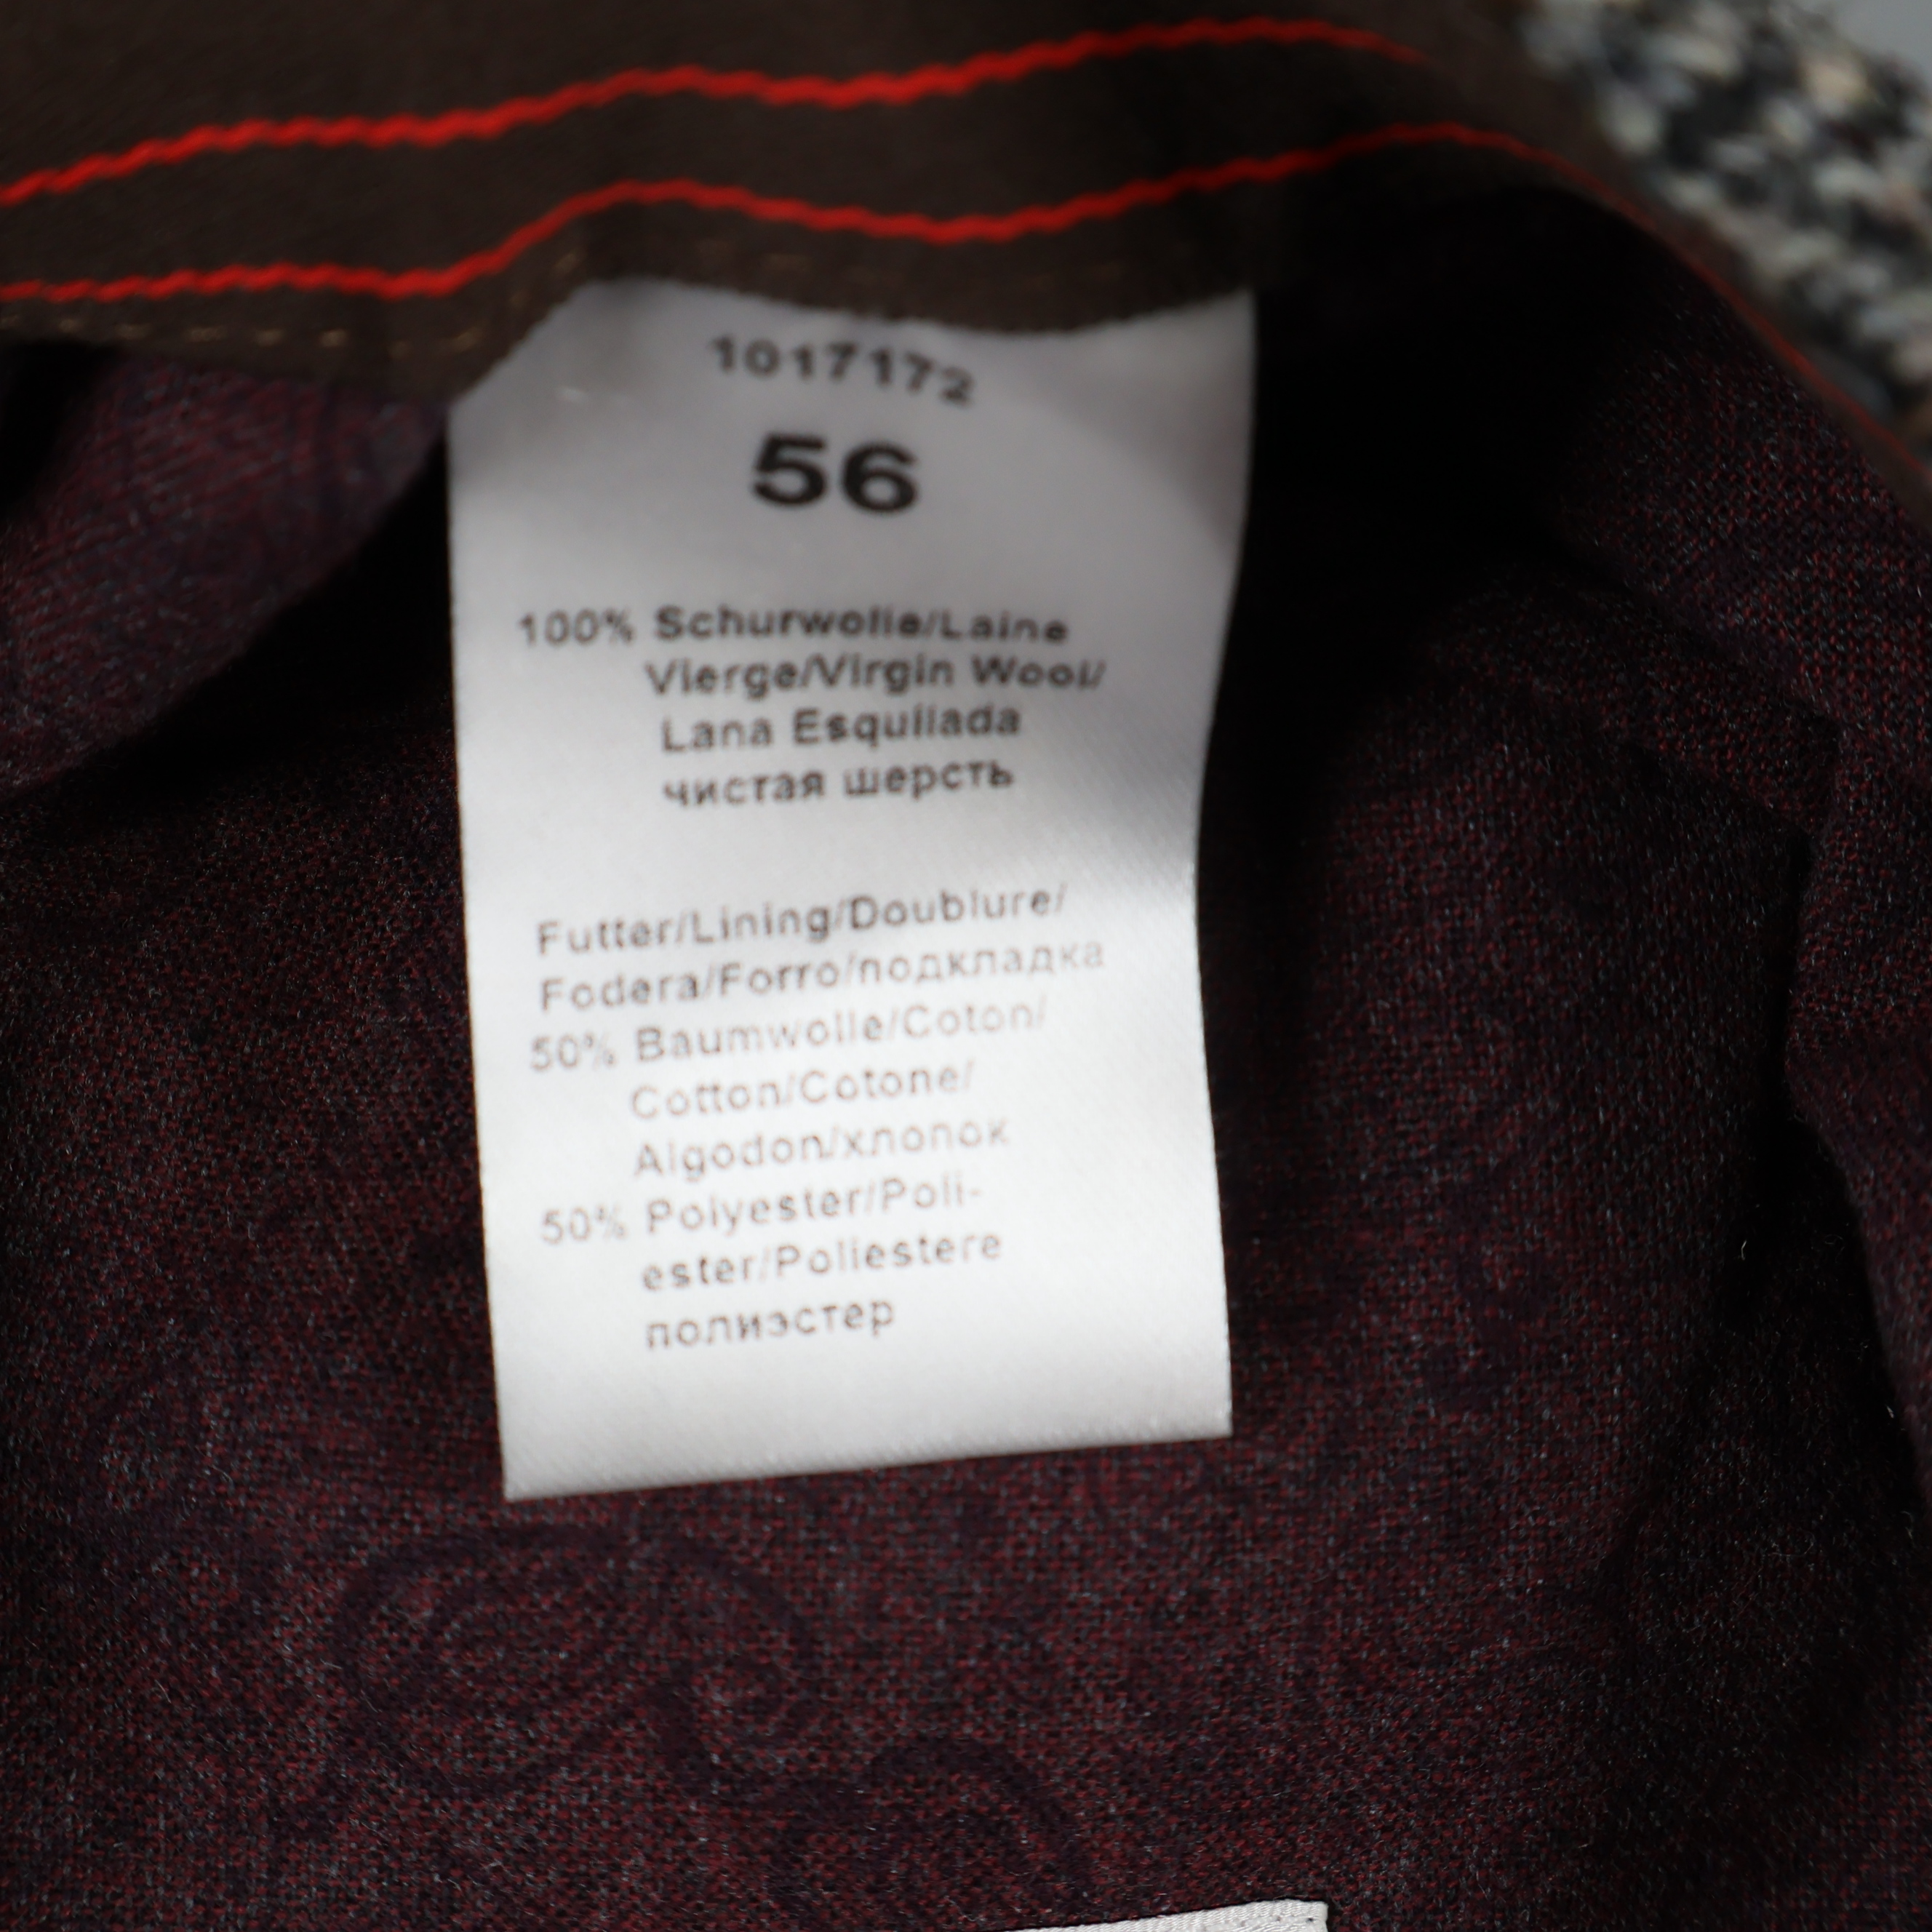 1017172
56
100% Schurwolle/Laine
Vierge/Virgin Wool/
Lana Esquilada
чистая шерсть
Futter/Lining/Doublure/
Fodera/Forro/подкладка
50% Baumwolle/Coton/
Cotton/Cotone/
Algodon/хлопок
50% Polyester/Poli-
ester/Poliestere
полиэстер